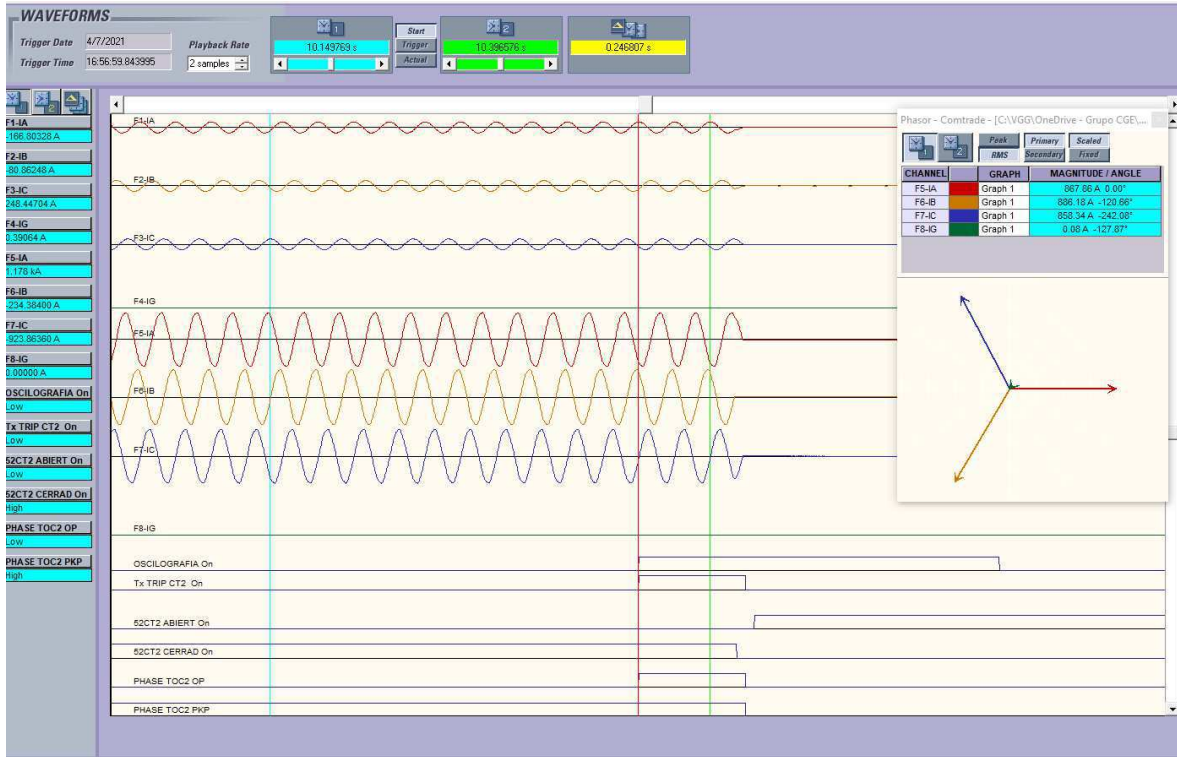 WAVEFORMS
Trigger Date 4/7/2021 Playback Rate
Trigger Time 16:56:59.843995 2 samples
1 Start 2
10.149769 s Trigger 10.396576 s 0.246807 s
Actual
F1-IA
-166.80328 A
F2-IB
-80.86248 A
F3-IC
248.44704 A
F4-IG
0.39064 A
F5-IA
1.178 kA
F6-IB
-234.38400 A
F7-IC
-923.86360 A
F8-IG
0.00000 A
OSCILOGRAFIA On
Low
Tx TRIP CT2 On
Low
52CT2 ABIERT On
Low
52CT2 CERRAD On
High
PHASE TOC2 OP
Low
PHASE TOC2 PKP
High
F1-IA
F2-IB
F3-IC
F4-IG
F5-IA
F6-IB
F7-IC
F8-IG
OSCILOGRAFIA On
Tx TRIP CT2 On
52CT2 ABIERT On
52CT2 CERRAD On
PHASE TOC2 OP
PHASE TOC2 PKP
Phasor - Comtrade - [C:\VGG\OneDrive - Grupo CGE\...
1 2 Peak Primary Scaled
RMS Secondary Fixed
CHANNEL GRAPH MAGNITUDE / ANGLE
F5-IA Graph 1 867.86 A 0.00°
F6-IB Graph 1 886.18 A -120.66°
F7-IC Graph 1 858.34 A -242.08°
F8-IG Graph 1 0.08 A -127.87°